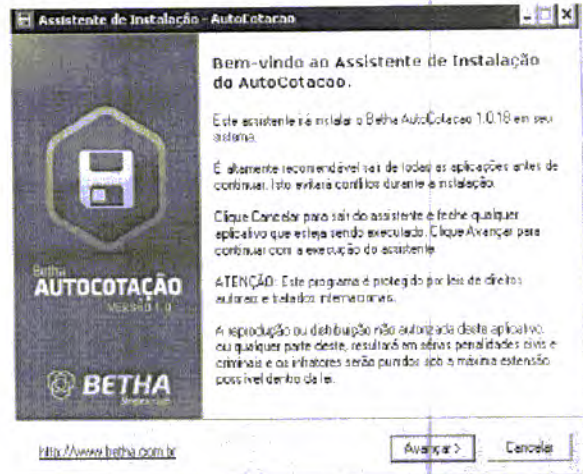 Assistente de Instalação - AutoCotacao
Bem-vindo ao Assistente de Instalação
do AutoCotacao.
Este assistente irá instalar o Betha AutoCotacao 1.0.18 em seu
sistema.
É altamente recomendável sair de todas as aplicações antes de
continuar. Isto evitará conflitos durante a instalação.
Clique Cancelar para sair do assistente e feche qualquer
aplicativo que esteja sendo executado. Clique Avançar para
continuar com a execução do assistente.
ATENÇÃO: Este programa é protegido por leis de direitos
autorais e tratados internacionais.
A reprodução ou distribuição não autorizada deste aplicativo,
ou qualquer parte deste, resultará em sérias penalidades civis e
criminais e os infratores serão punidos sob a máxima extensão
possível dentro da lei.
Betha
AUTOCOTAÇÃO
VERSÃO 1.0
BETHA
http://www.betha.com.br
Avançar >
Cancelar